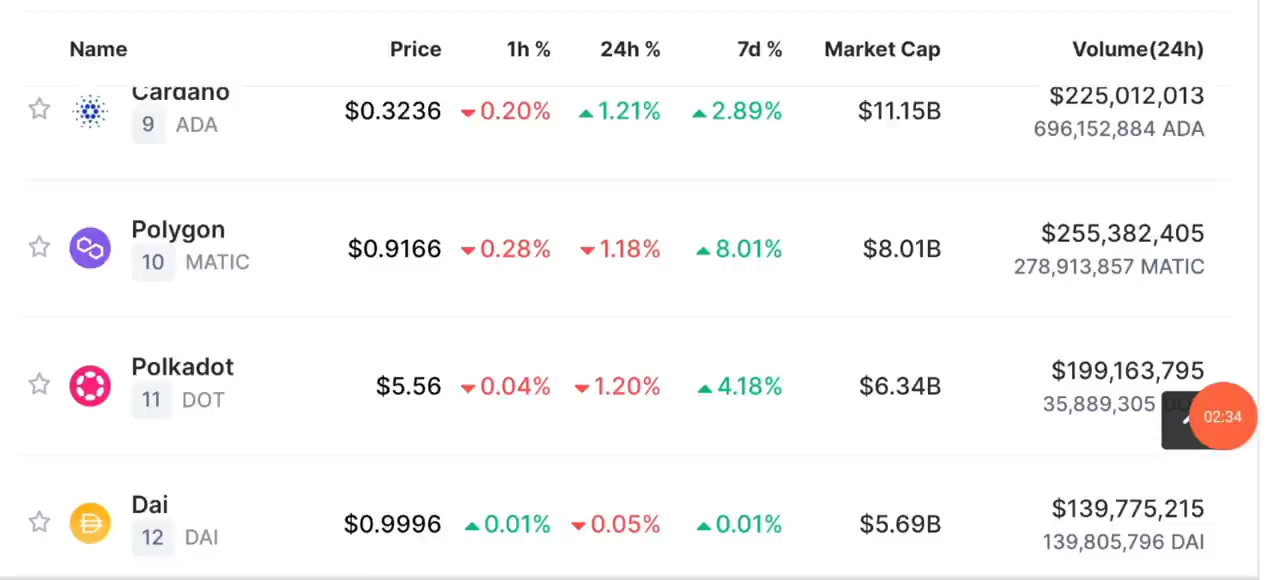 Name Price 1h % 24h % 7d % Market Cap Volume(24h)
Cardano
9 ADA $0.3236 0.20% 1.21% 2.89% $11.15B $225,012,013
696,152,884 ADA
Polygon
10 MATIC $0.9166 0.28% 1.18% 8.01% $8.01B $255,382,405
278,913,857 MATIC
Polkadot
11 DOT $5.56 0.04% 1.20% 4.18% $6.34B $199,163,795
35,889,305
02:34
Dai
12 DAI $0.9996 0.01% 0.05% 0.01% $5.69B $139,775,215
139,805,796 DAI